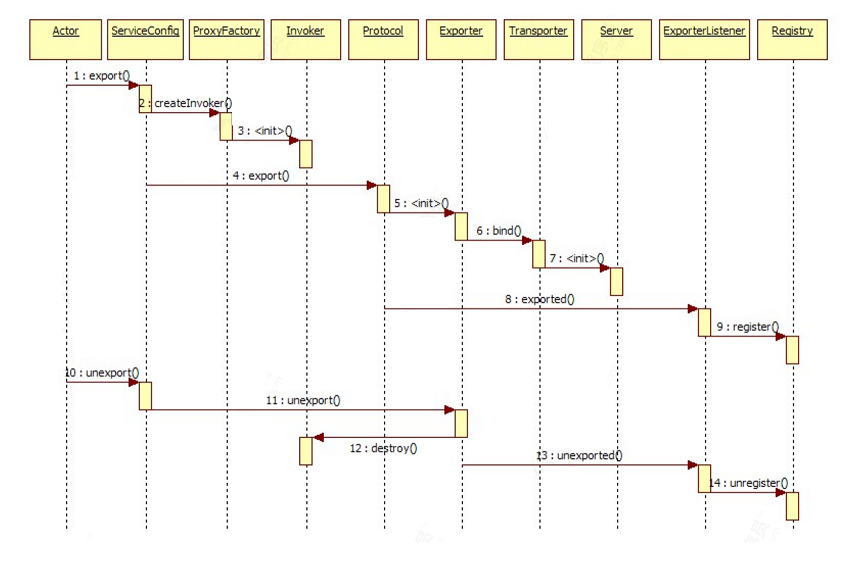 Actor ServiceConfig ProxyFactory Invoker Protocol Exporter Transporter Server ExporterListener Registry
1 : export()
2 : createInvoker()
3 : <init>()
4 : export()
5 : <init>()
6 : bind()
7 : <init>()
8 : exported()
9 : register()
10 : unexport()
11 : unexport()
12 : destroy()
13 : unexported()
14 : unregister()